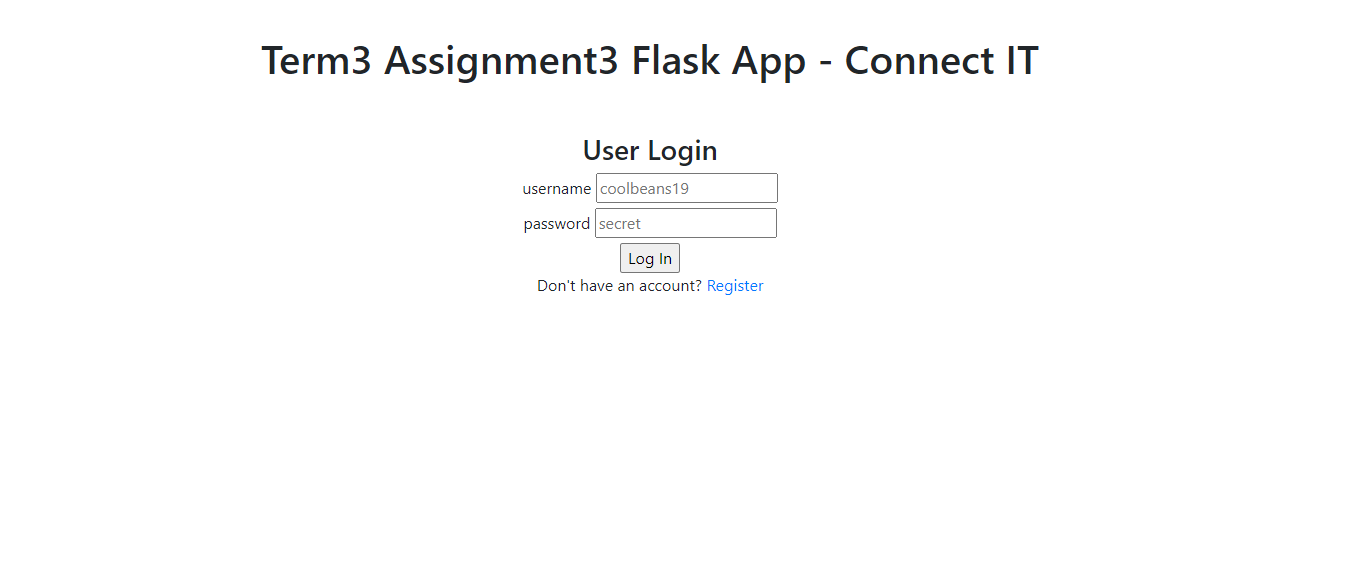 Term3 Assignment3 Flask App - Connect IT
User Login
username coolbeans19
password secret
Log In
Don't have an account? Register